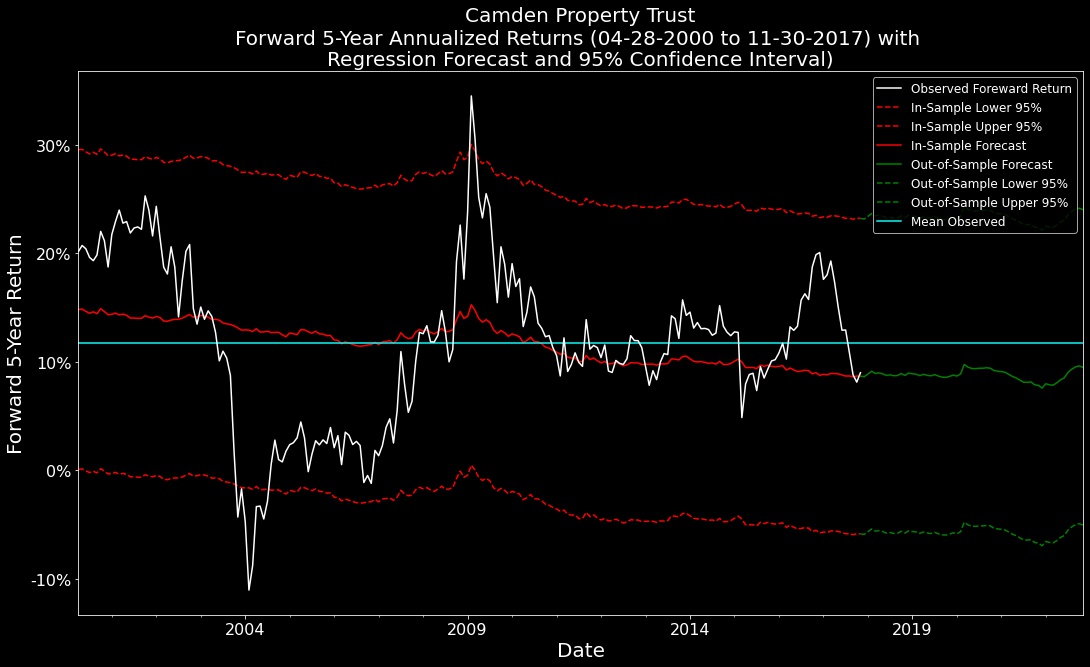 Camden Property Trust
Forward 5-Year Annualized Returns (04-28-2000 to 11-30-2017) with
Regression Forecast and 95% Confidence Interval)
Observed Foreward Return
In-Sample Lower 95%
In-Sample Upper 95%
In-Sample Forecast
Out-of-Sample Forecast
Out-of-Sample Lower 95%
Out-of-Sample Upper 95%
Mean Observed
Forward 5-Year Return
30%
20%
10%
0%
-10%
2004
2009
2014
2019
Date